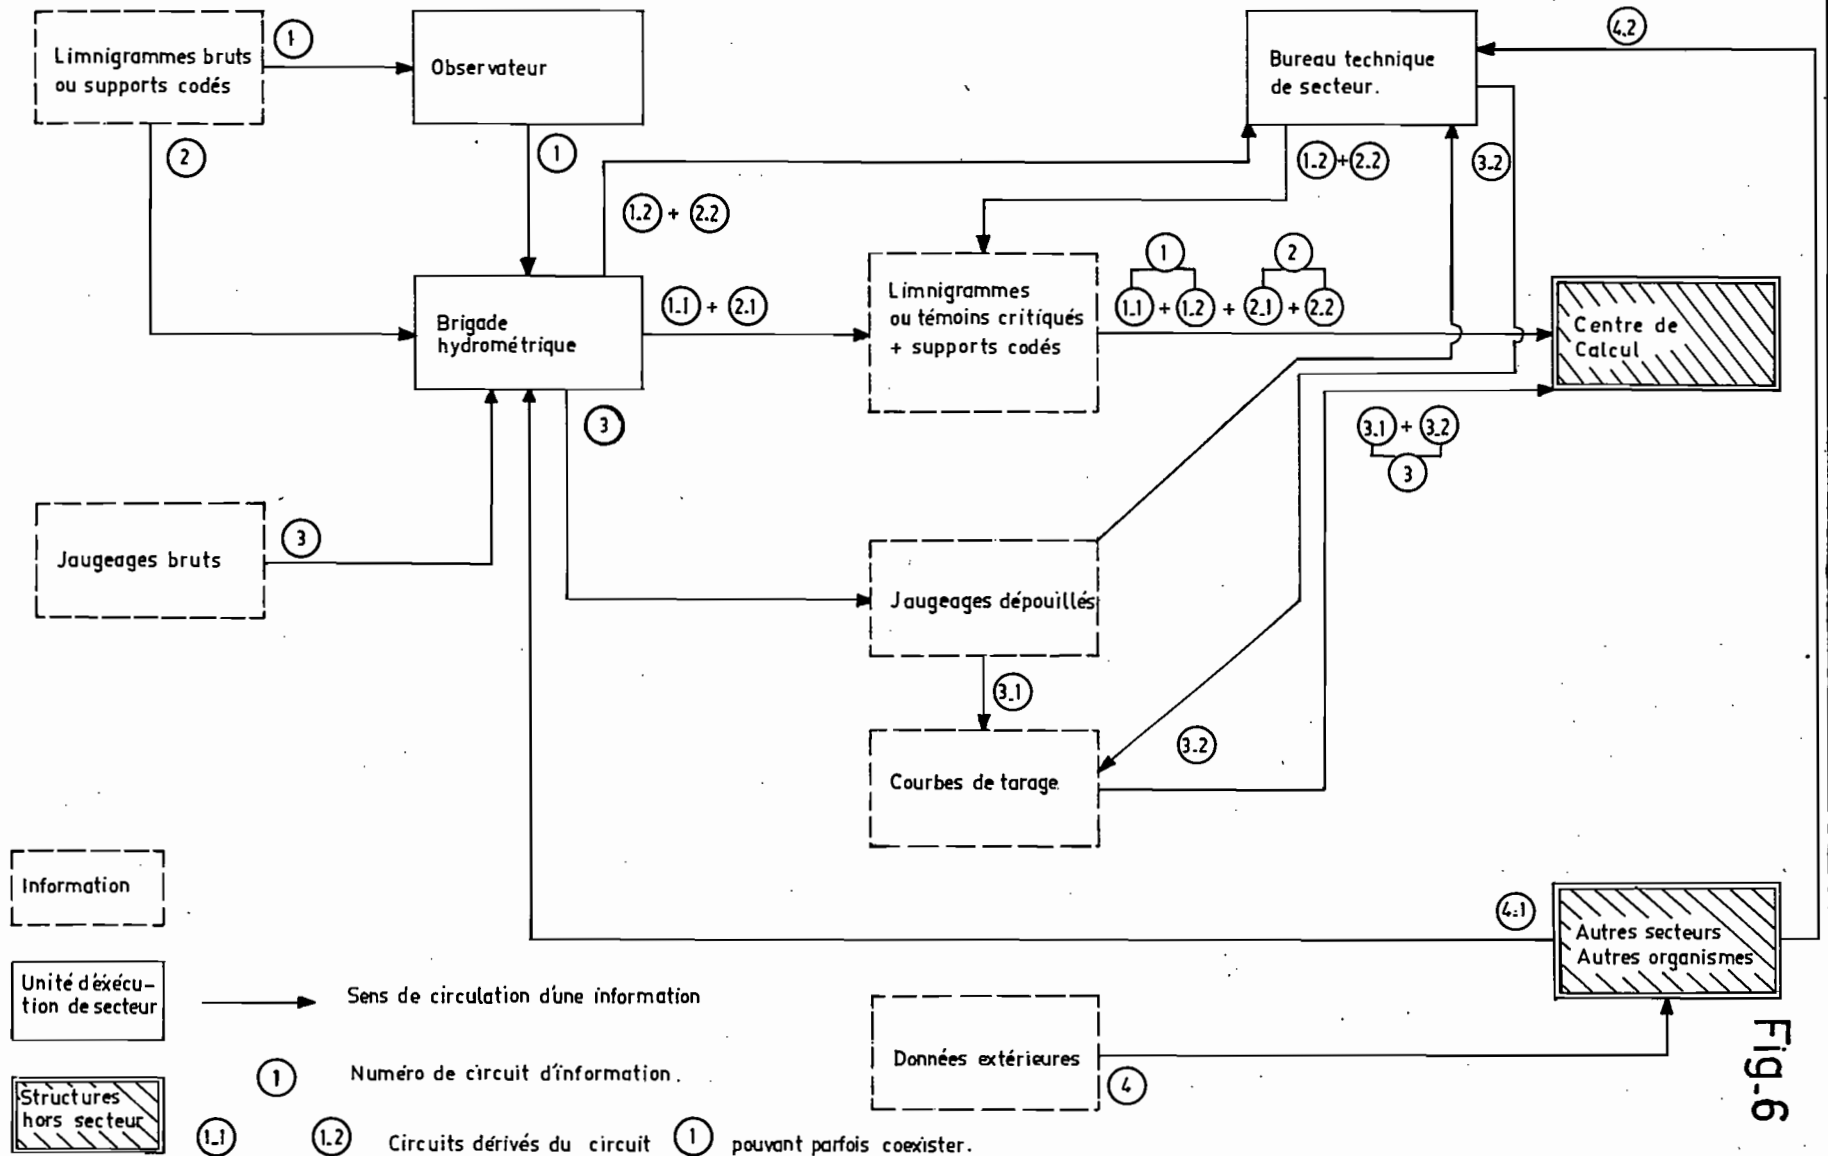 Limnigrammes bruts
ou supports codés
1
Observateur
Bureau technique
de secteur.
4.2
2
1
1.2 + 2.2
3.2
1.2 + 2.2
1
2
Brigade
hydrométrique
1.1 + 2.1
Limnigrammes
ou témoins critiqués
+ supports codés
1.1 + 1.2 + 2.1 + 2.2
Centre de
Calcul
3
3.1 + 3.2
3
Jaugeages bruts
3
Jaugeages dépouillés
3.1
Courbes de tarage.
3.2
Information
4.1
Autres secteurs
Autres organismes
Unité d'éxécu-
tion de secteur
Sens de circulation d'une information
Données extérieures
4
Fig.6
1
Numéro de circuit d'information.
Structures
hors secteur
1.1 1.2 Circuits dérivés du circuit 1 pouvant parfois coexister.